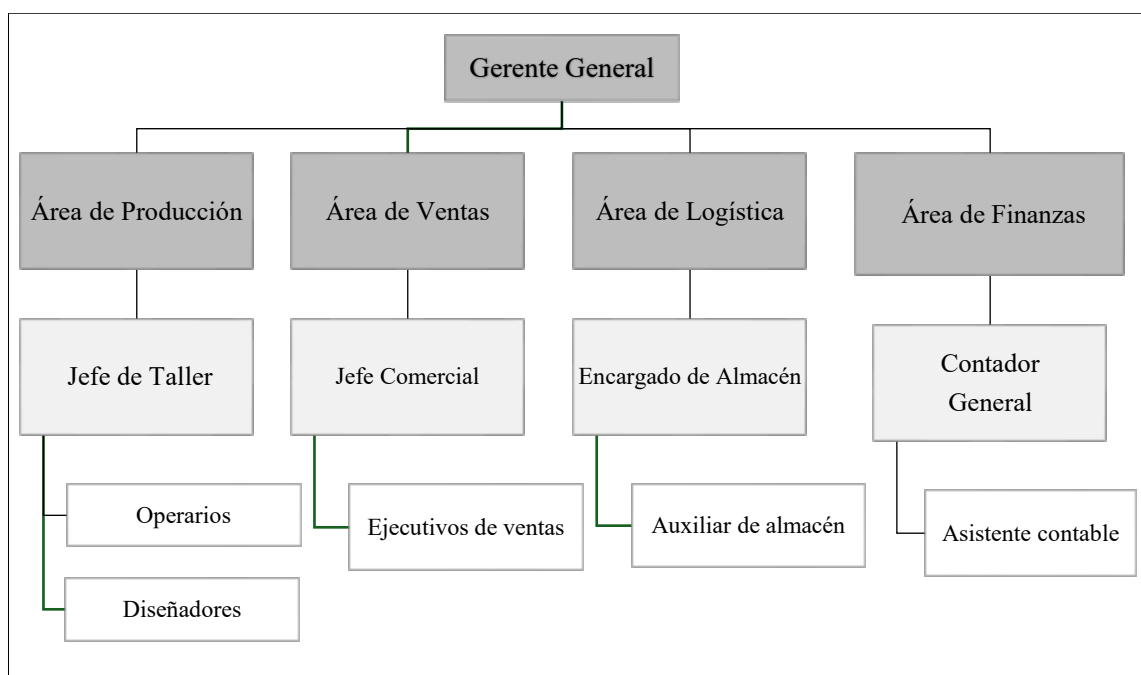 Gerente General
Área de Producción
Área de Ventas
Área de Logística
Área de Finanzas
Jefe de Taller
Jefe Comercial
Encargado de Almacén
Contador
General
Operarios
Ejecutivos de ventas
Auxiliar de almacén
Asistente contable
Diseñadores